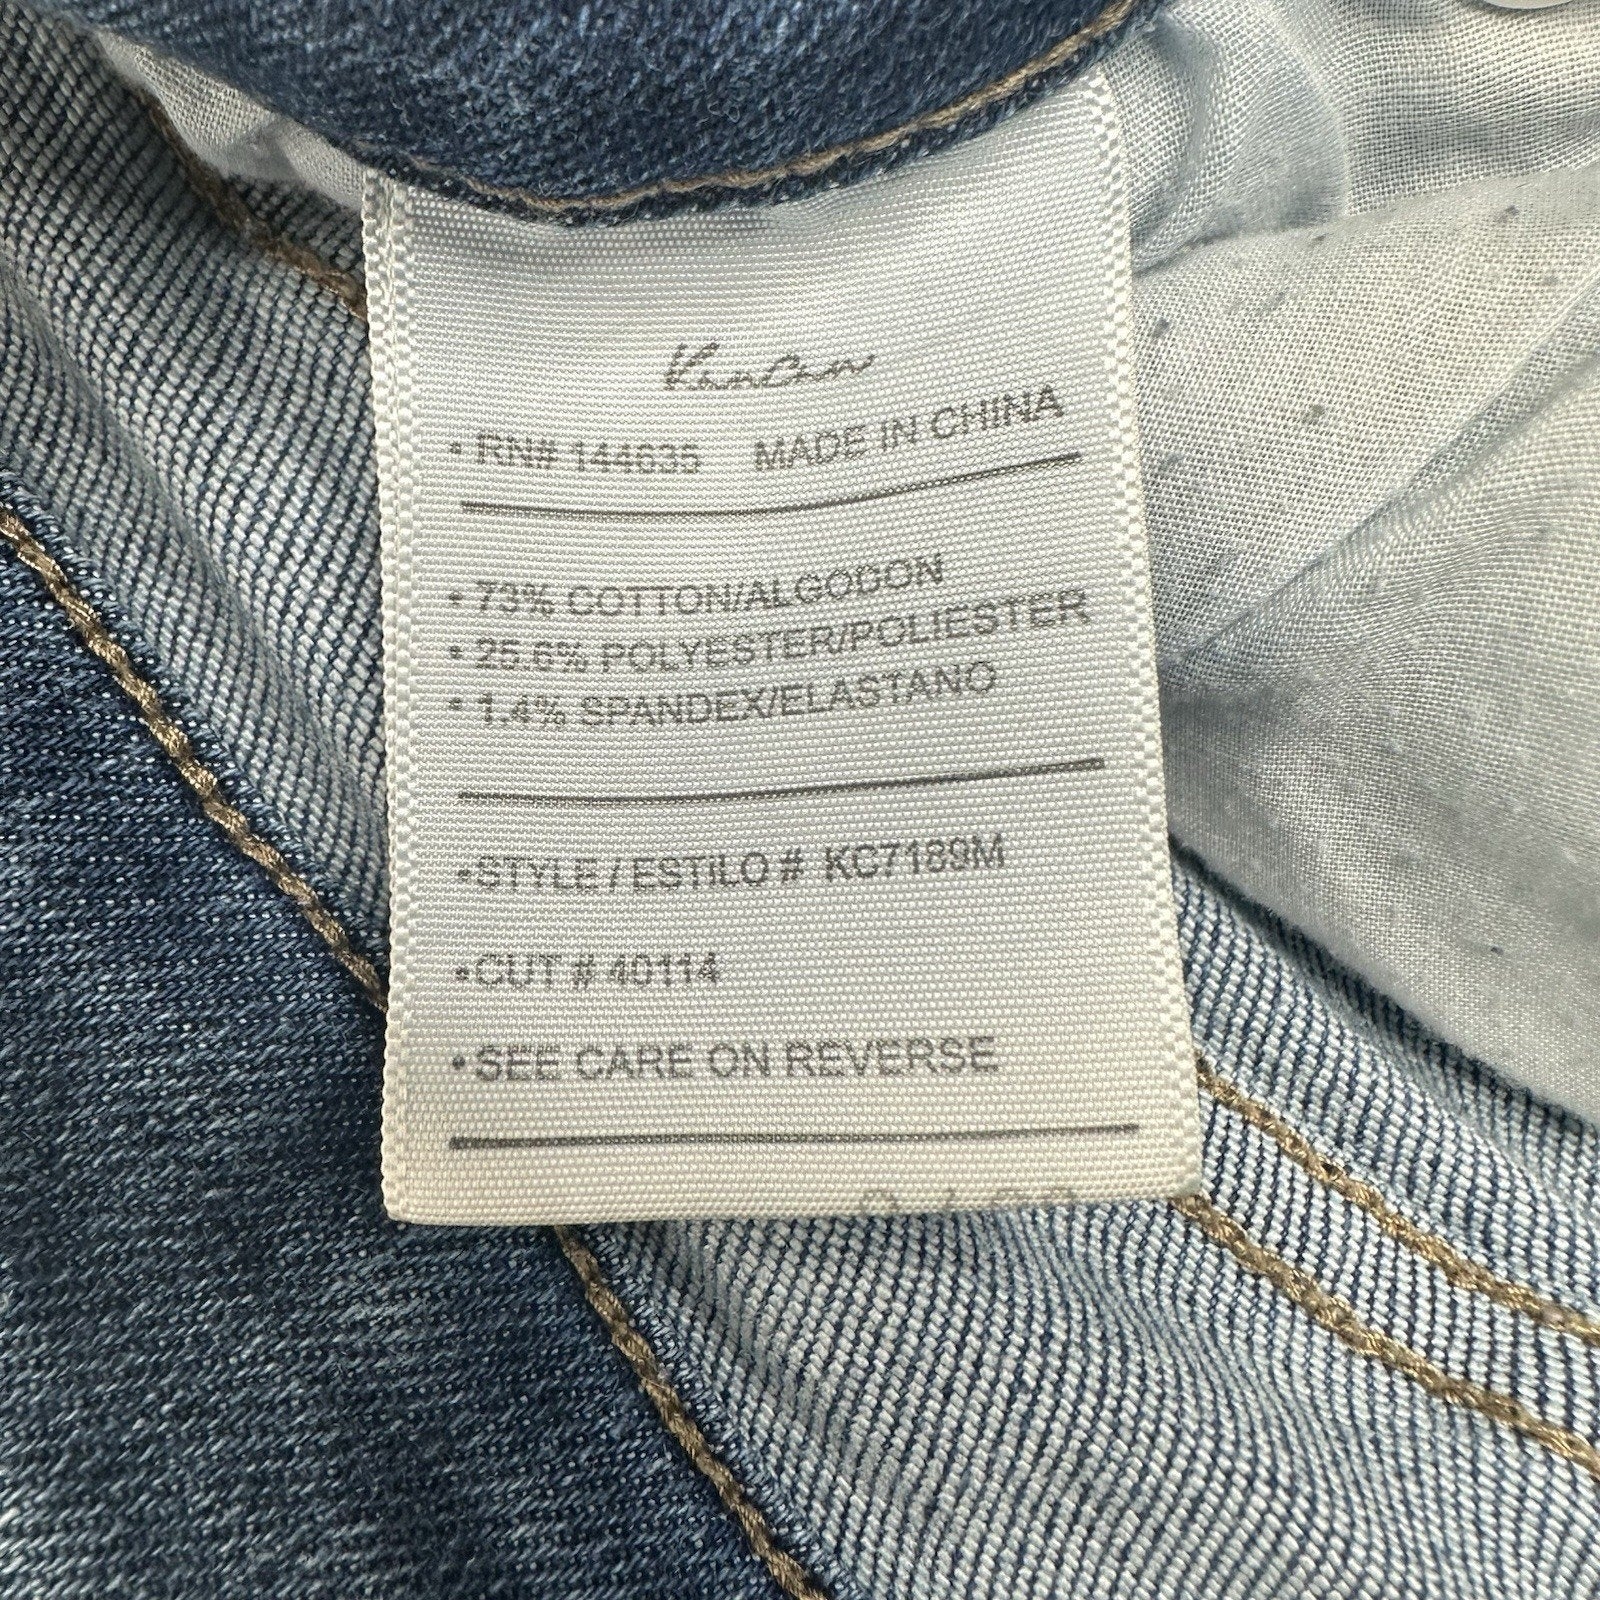 Kancan
• RN# 144635 MADE IN CHINA
• 73% COTTON/ALGODON
• 25.6% POLYESTER/POLIESTER
• 1.4% SPANDEX/ELASTANO
• STYLE / ESTILO # KC7189M
• CUT # 40114
• SEE CARE ON REVERSE